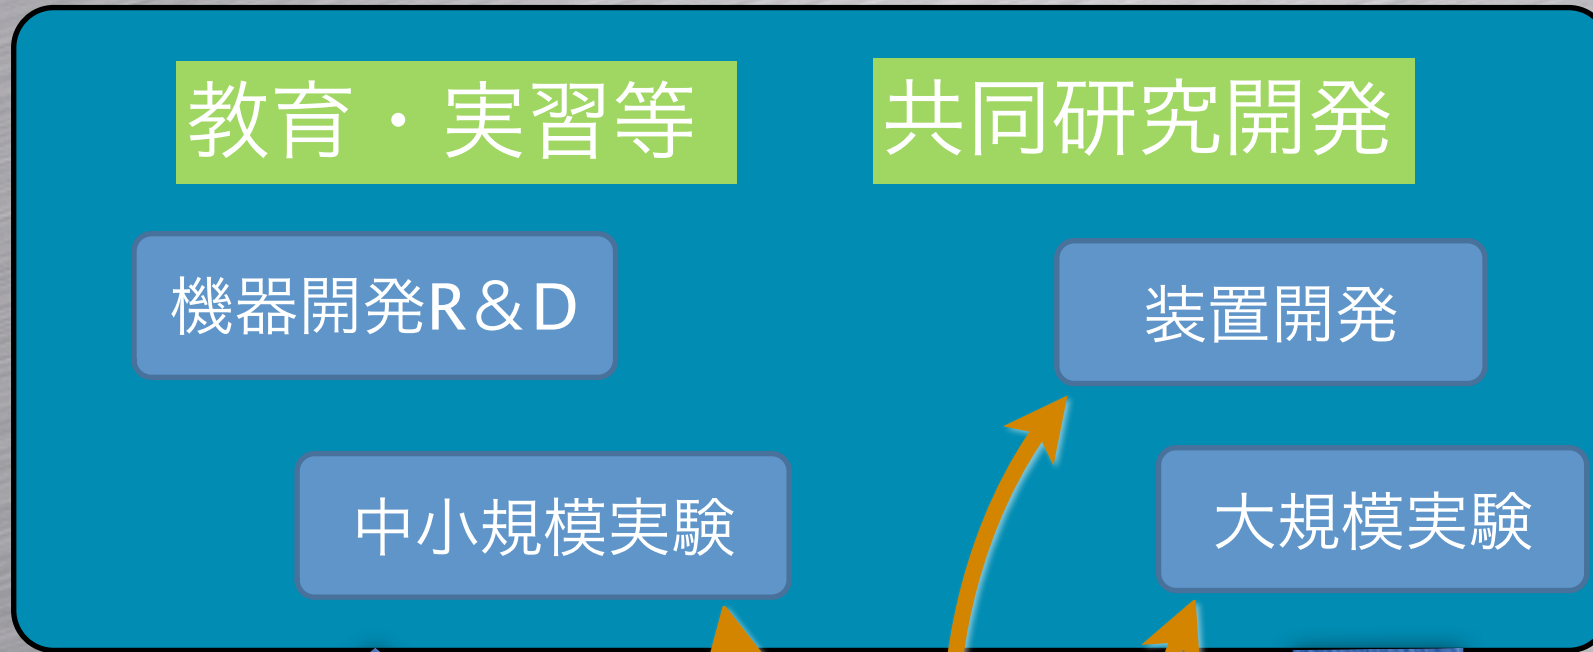 教育・実習等
共同研究開発
機器開発R&D
装置開発
中小規模実験
大規模実験